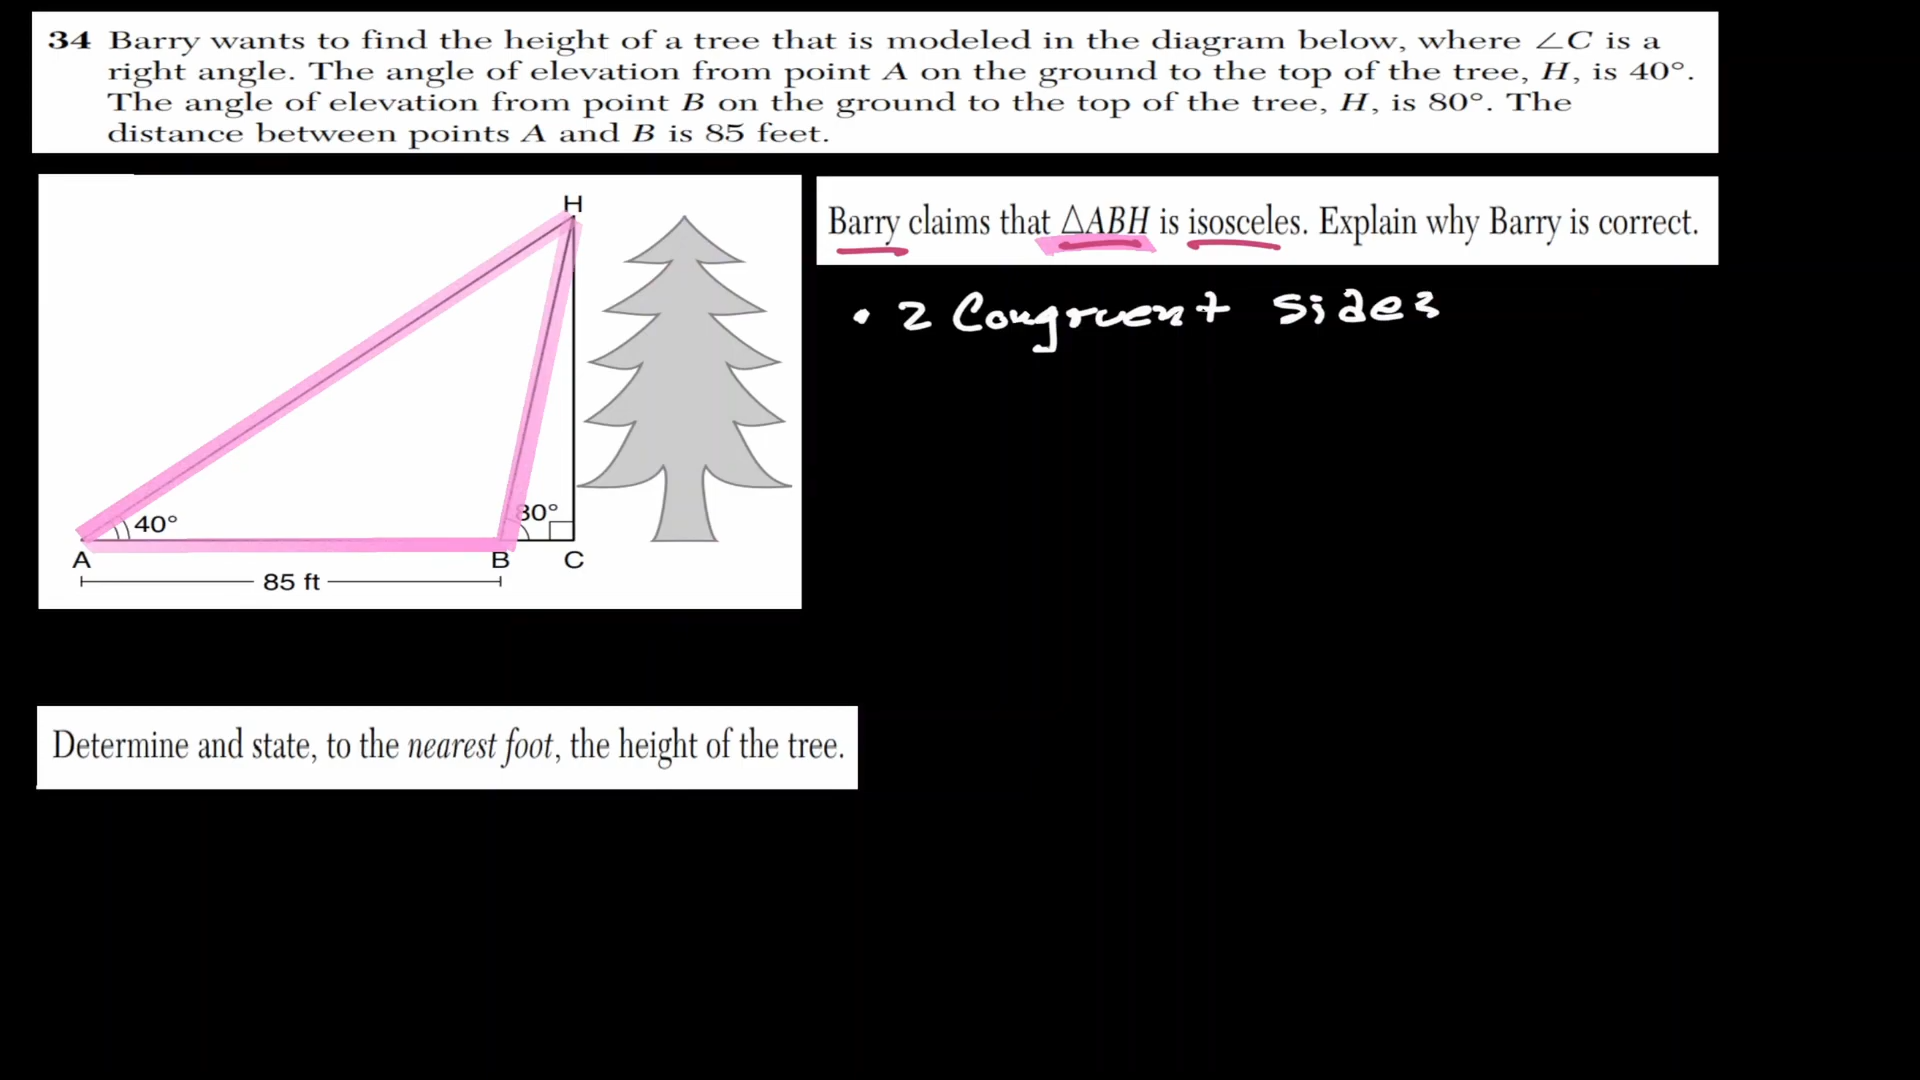 34 Barry wants to find the height of a tree that is modeled in the diagram below, where ∠C is a
right angle. The angle of elevation from point A on the ground to the top of the tree, H, is 40°.
The angle of elevation from point B on the ground to the top of the tree, H, is 80°. The
distance between points A and B is 85 feet.
H
40°
80°
A
B
C
85 ft
Barry claims that △ABH is isosceles. Explain why Barry is correct.
• 2 Congruent sides
Determine and state, to the nearest foot, the height of the tree.